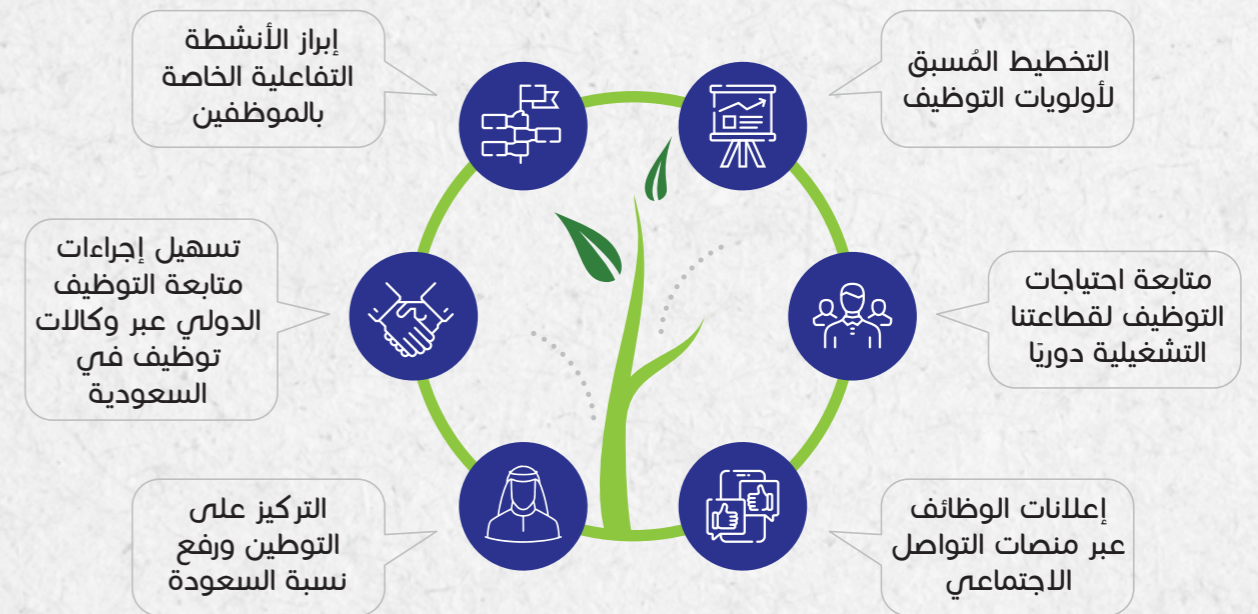 التخطيط المُسبق
لأولويات التوظيف
متابعة احتياجات
التوظيف لقطاعتنا
التشغيلية دوريًا
إعلانات الوظائف
عبر منصات التواصل
الاجتماعي
التركيز على
التوطين ورفع
نسبة السعودة
تسهيل إجراءات
متابعة التوظيف
الدولي عبر وكالات
توظيف في
السعودية
إبراز الأنشطة
التفاعلية الخاصة
بالموظفين